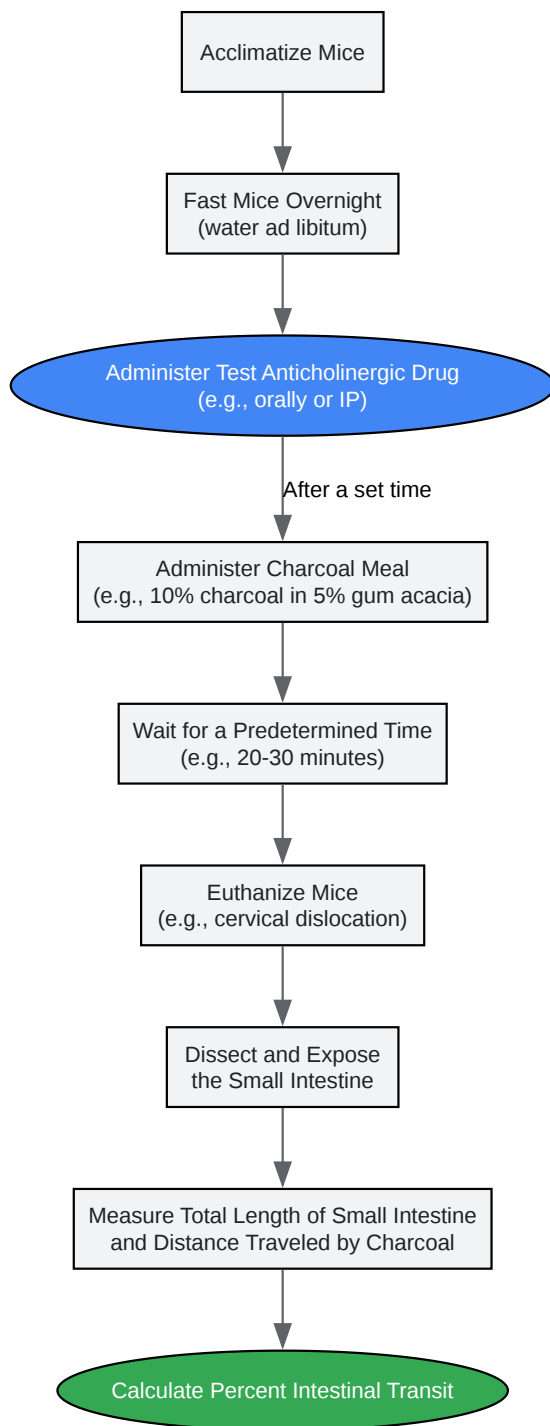 Acclimatize Mice
Fast Mice Overnight
(water ad libitum)
Administer Test Anticholinergic Drug
(e.g., orally or IP)
After a set time
Administer Charcoal Meal
(e.g., 10% charcoal in 5% gum acacia)
Wait for a Predetermined Time
(e.g., 20-30 minutes)
Euthanize Mice
(e.g., cervical dislocation)
Dissect and Expose
the Small Intestine
Measure Total Length of Small Intestine
and Distance Traveled by Charcoal
Calculate Percent Intestinal Transit